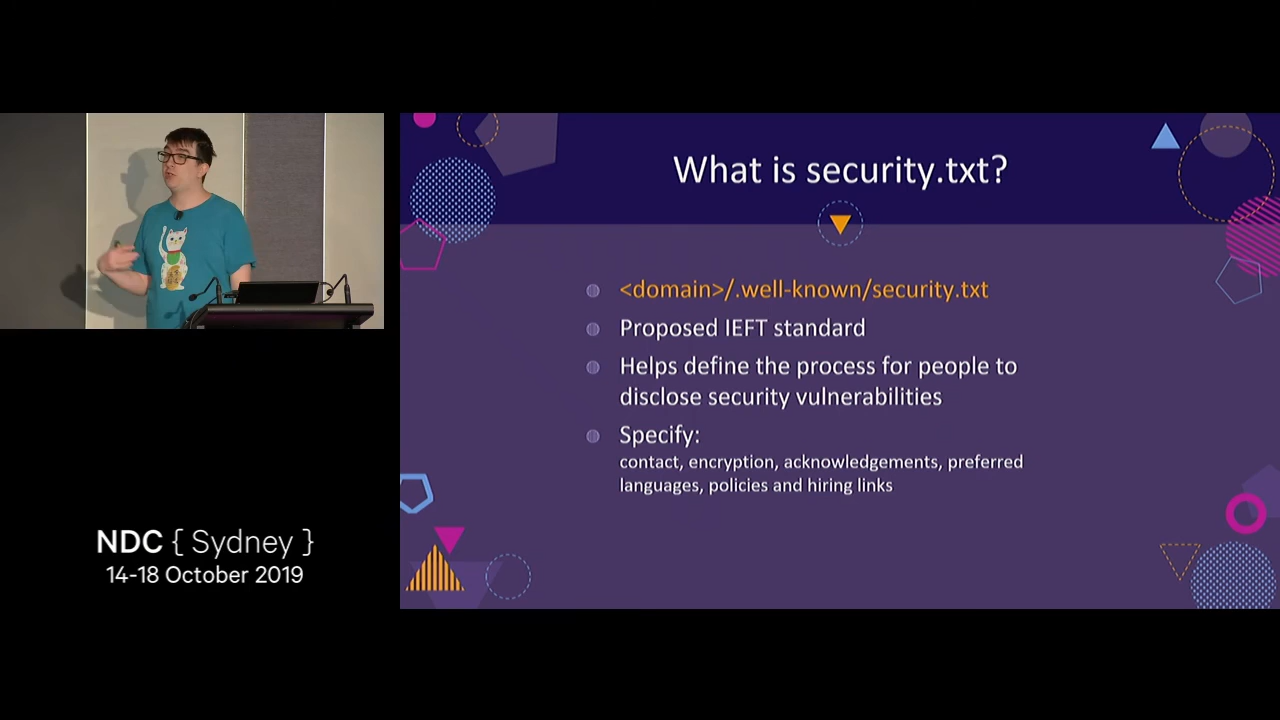 What is security.txt?
<domain>/.well-known/security.txt
Proposed IEFT standard
Helps define the process for people to
disclose security vulnerabilities
Specify:
contact, encryption, acknowledgements, preferred
languages, policies and hiring links
NDC { Sydney }
14-18 October 2019